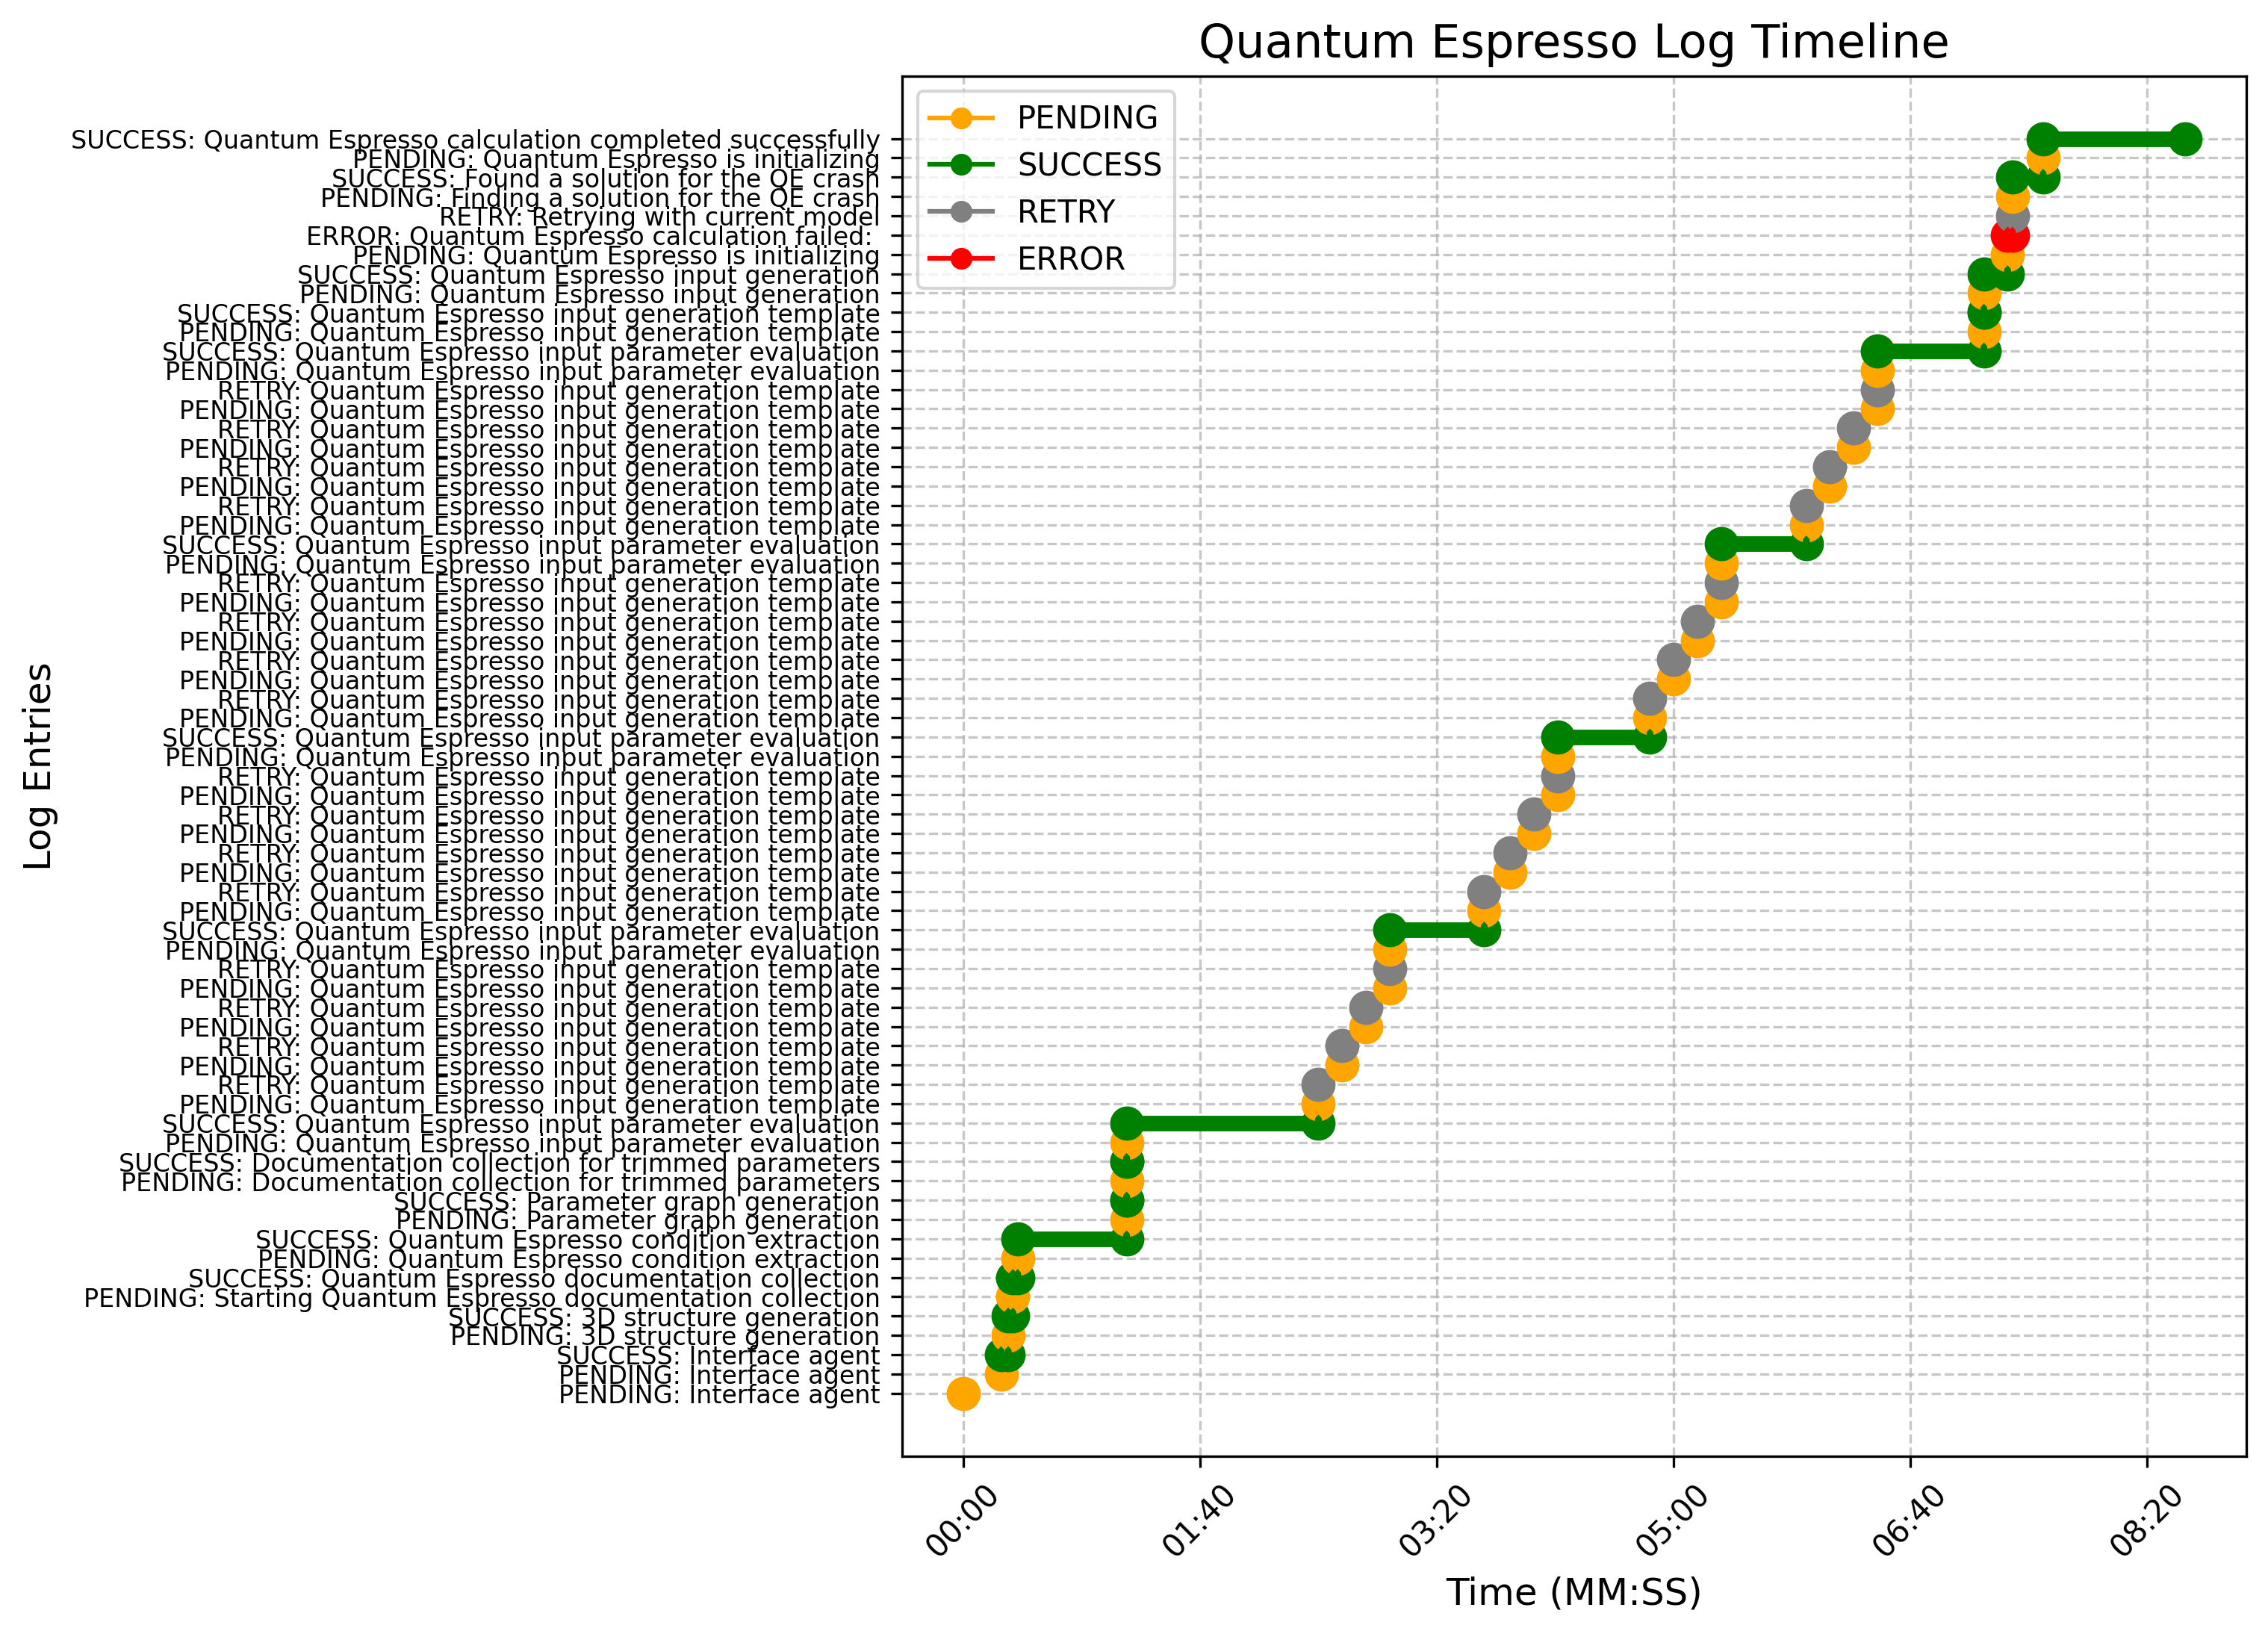 Quantum Espresso Log Timeline
PENDING
SUCCESS
RETRY
ERROR
SUCCESS: Quantum Espresso calculation completed successfully
PENDING: Quantum Espresso is initializing
SUCCESS: Found a solution for the QE crash
PENDING: Finding a solution for the QE crash
RETRY: Retrying with current model
ERROR: Quantum Espresso calculation failed:
PENDING: Quantum Espresso is initializing
SUCCESS: Quantum Espresso input generation
PENDING: Quantum Espresso input generation
SUCCESS: Quantum Espresso input generation template
PENDING: Quantum Espresso input generation template
SUCCESS: Quantum Espresso input parameter evaluation
PENDING: Quantum Espresso input parameter evaluation
RETRY: Quantum Espresso input generation template
PENDING: Quantum Espresso input generation template
RETRY: Quantum Espresso input generation template
PENDING: Quantum Espresso input generation template
RETRY: Quantum Espresso input generation template
PENDING: Quantum Espresso input generation template
RETRY: Quantum Espresso input generation template
PENDING: Quantum Espresso input generation template
SUCCESS: Quantum Espresso input parameter evaluation
PENDING: Quantum Espresso input parameter evaluation
RETRY: Quantum Espresso input generation template
PENDING: Quantum Espresso input generation template
RETRY: Quantum Espresso input generation template
PENDING: Quantum Espresso input generation template
RETRY: Quantum Espresso input generation template
PENDING: Quantum Espresso input generation template
RETRY: Quantum Espresso input generation template
PENDING: Quantum Espresso input generation template
SUCCESS: Quantum Espresso input parameter evaluation
PENDING: Quantum Espresso input parameter evaluation
RETRY: Quantum Espresso input generation template
PENDING: Quantum Espresso input generation template
RETRY: Quantum Espresso input generation template
PENDING: Quantum Espresso input generation template
RETRY: Quantum Espresso input generation template
PENDING: Quantum Espresso input generation template
RETRY: Quantum Espresso input generation template
PENDING: Quantum Espresso input generation template
SUCCESS: Quantum Espresso input parameter evaluation
PENDING: Quantum Espresso input parameter evaluation
RETRY: Quantum Espresso input generation template
PENDING: Quantum Espresso input generation template
RETRY: Quantum Espresso input generation template
PENDING: Quantum Espresso input generation template
RETRY: Quantum Espresso input generation template
PENDING: Quantum Espresso input generation template
RETRY: Quantum Espresso input generation template
PENDING: Quantum Espresso input generation template
SUCCESS: Quantum Espresso input parameter evaluation
PENDING: Quantum Espresso input parameter evaluation
SUCCESS: Documentation collection for trimmed parameters
PENDING: Documentation collection for trimmed parameters
SUCCESS: Parameter graph generation
PENDING: Parameter graph generation
SUCCESS: Quantum Espresso condition extraction
PENDING: Quantum Espresso condition extraction
SUCCESS: Quantum Espresso documentation collection
PENDING: Starting Quantum Espresso documentation collection
SUCCESS: 3D structure generation
PENDING: 3D structure generation
SUCCESS: Interface agent
PENDING: Interface agent
PENDING: Interface agent
Log Entries
00:00
01:40
03:20
05:00
06:40
08:20
Time (MM:SS)